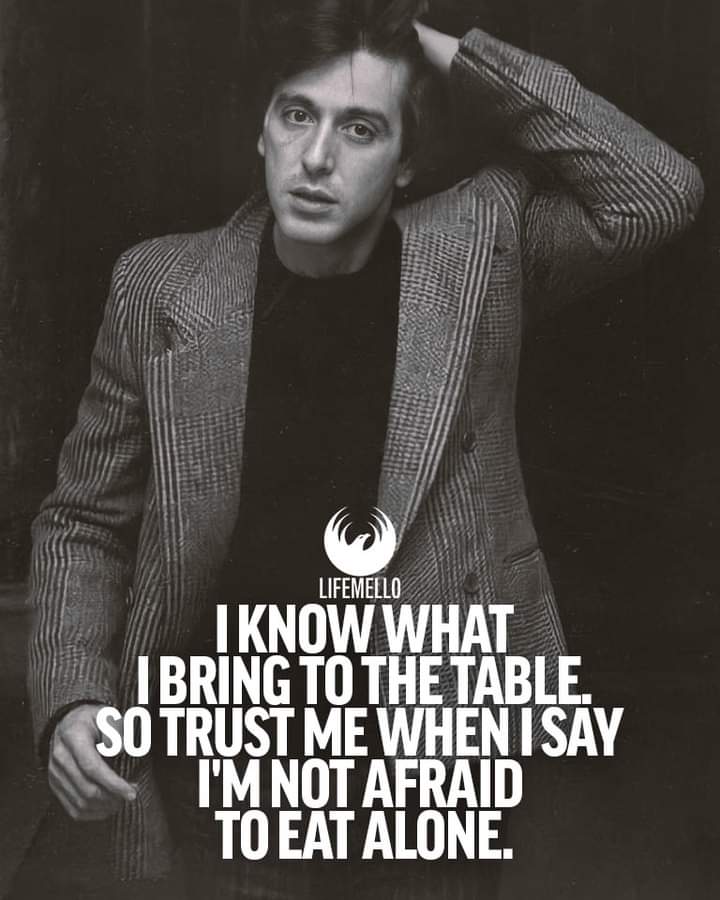 LIFEMELLO
I KNOW WHAT
I BRING TO THE TABLE.
SO TRUST ME WHEN I SAY
I'M NOT AFRAID
TO EAT ALONE.